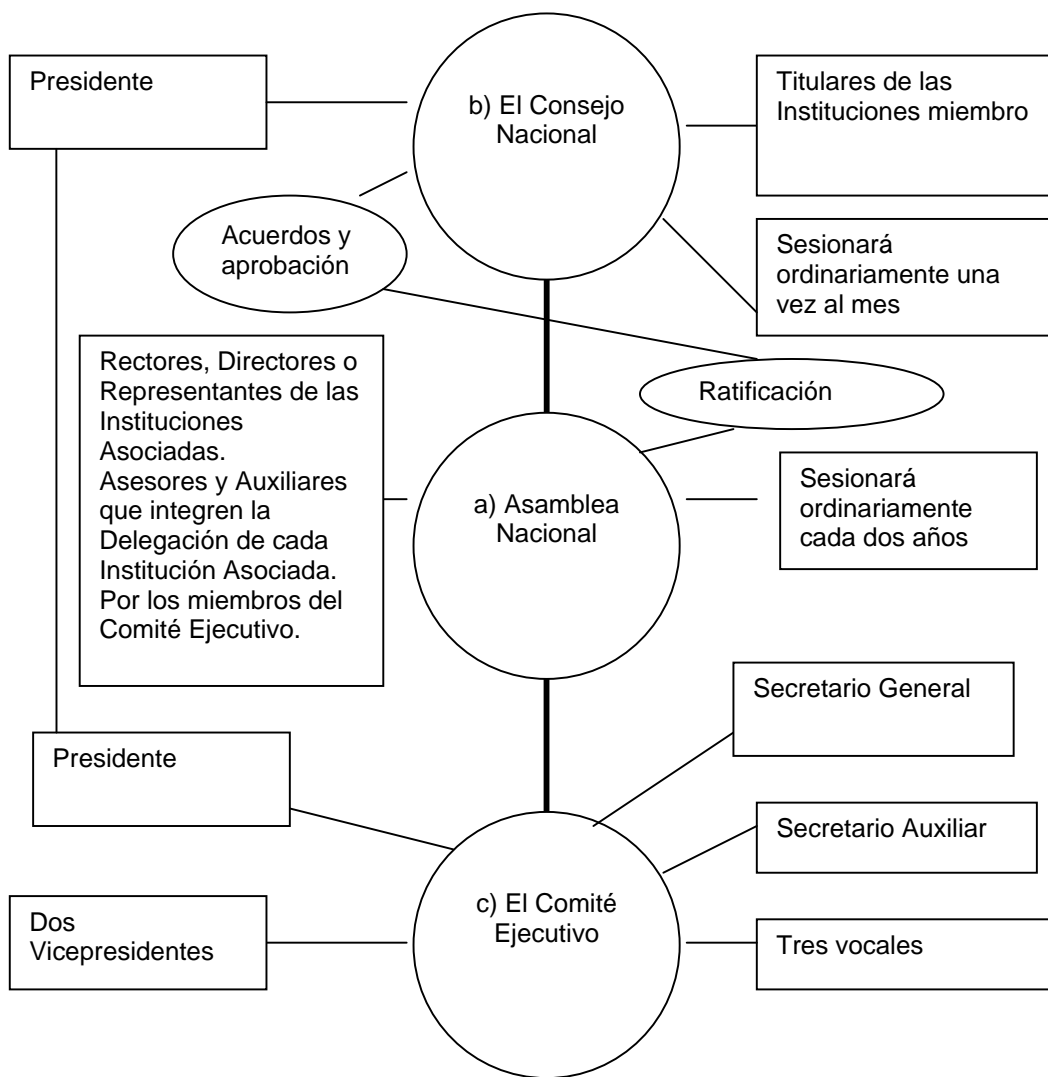 Presidente
b) El Consejo
Nacional
Titulares de las
Instituciones miembro
Acuerdos y
aprobación
Sesionará
ordinariamente una
vez al mes
Rectores, Directores o
Representantes de las
Instituciones
Asociadas.
Asesores y Auxiliares
que integren la
Delegación de cada
Institución Asociada.
Por los miembros del
Comité Ejecutivo.
Ratificación
a) Asamblea
Nacional
Sesionará
ordinariamente
cada dos años
Secretario General
Presidente
Secretario Auxiliar
c) El Comité
Ejecutivo
Dos
Vicepresidentes
Tres vocales